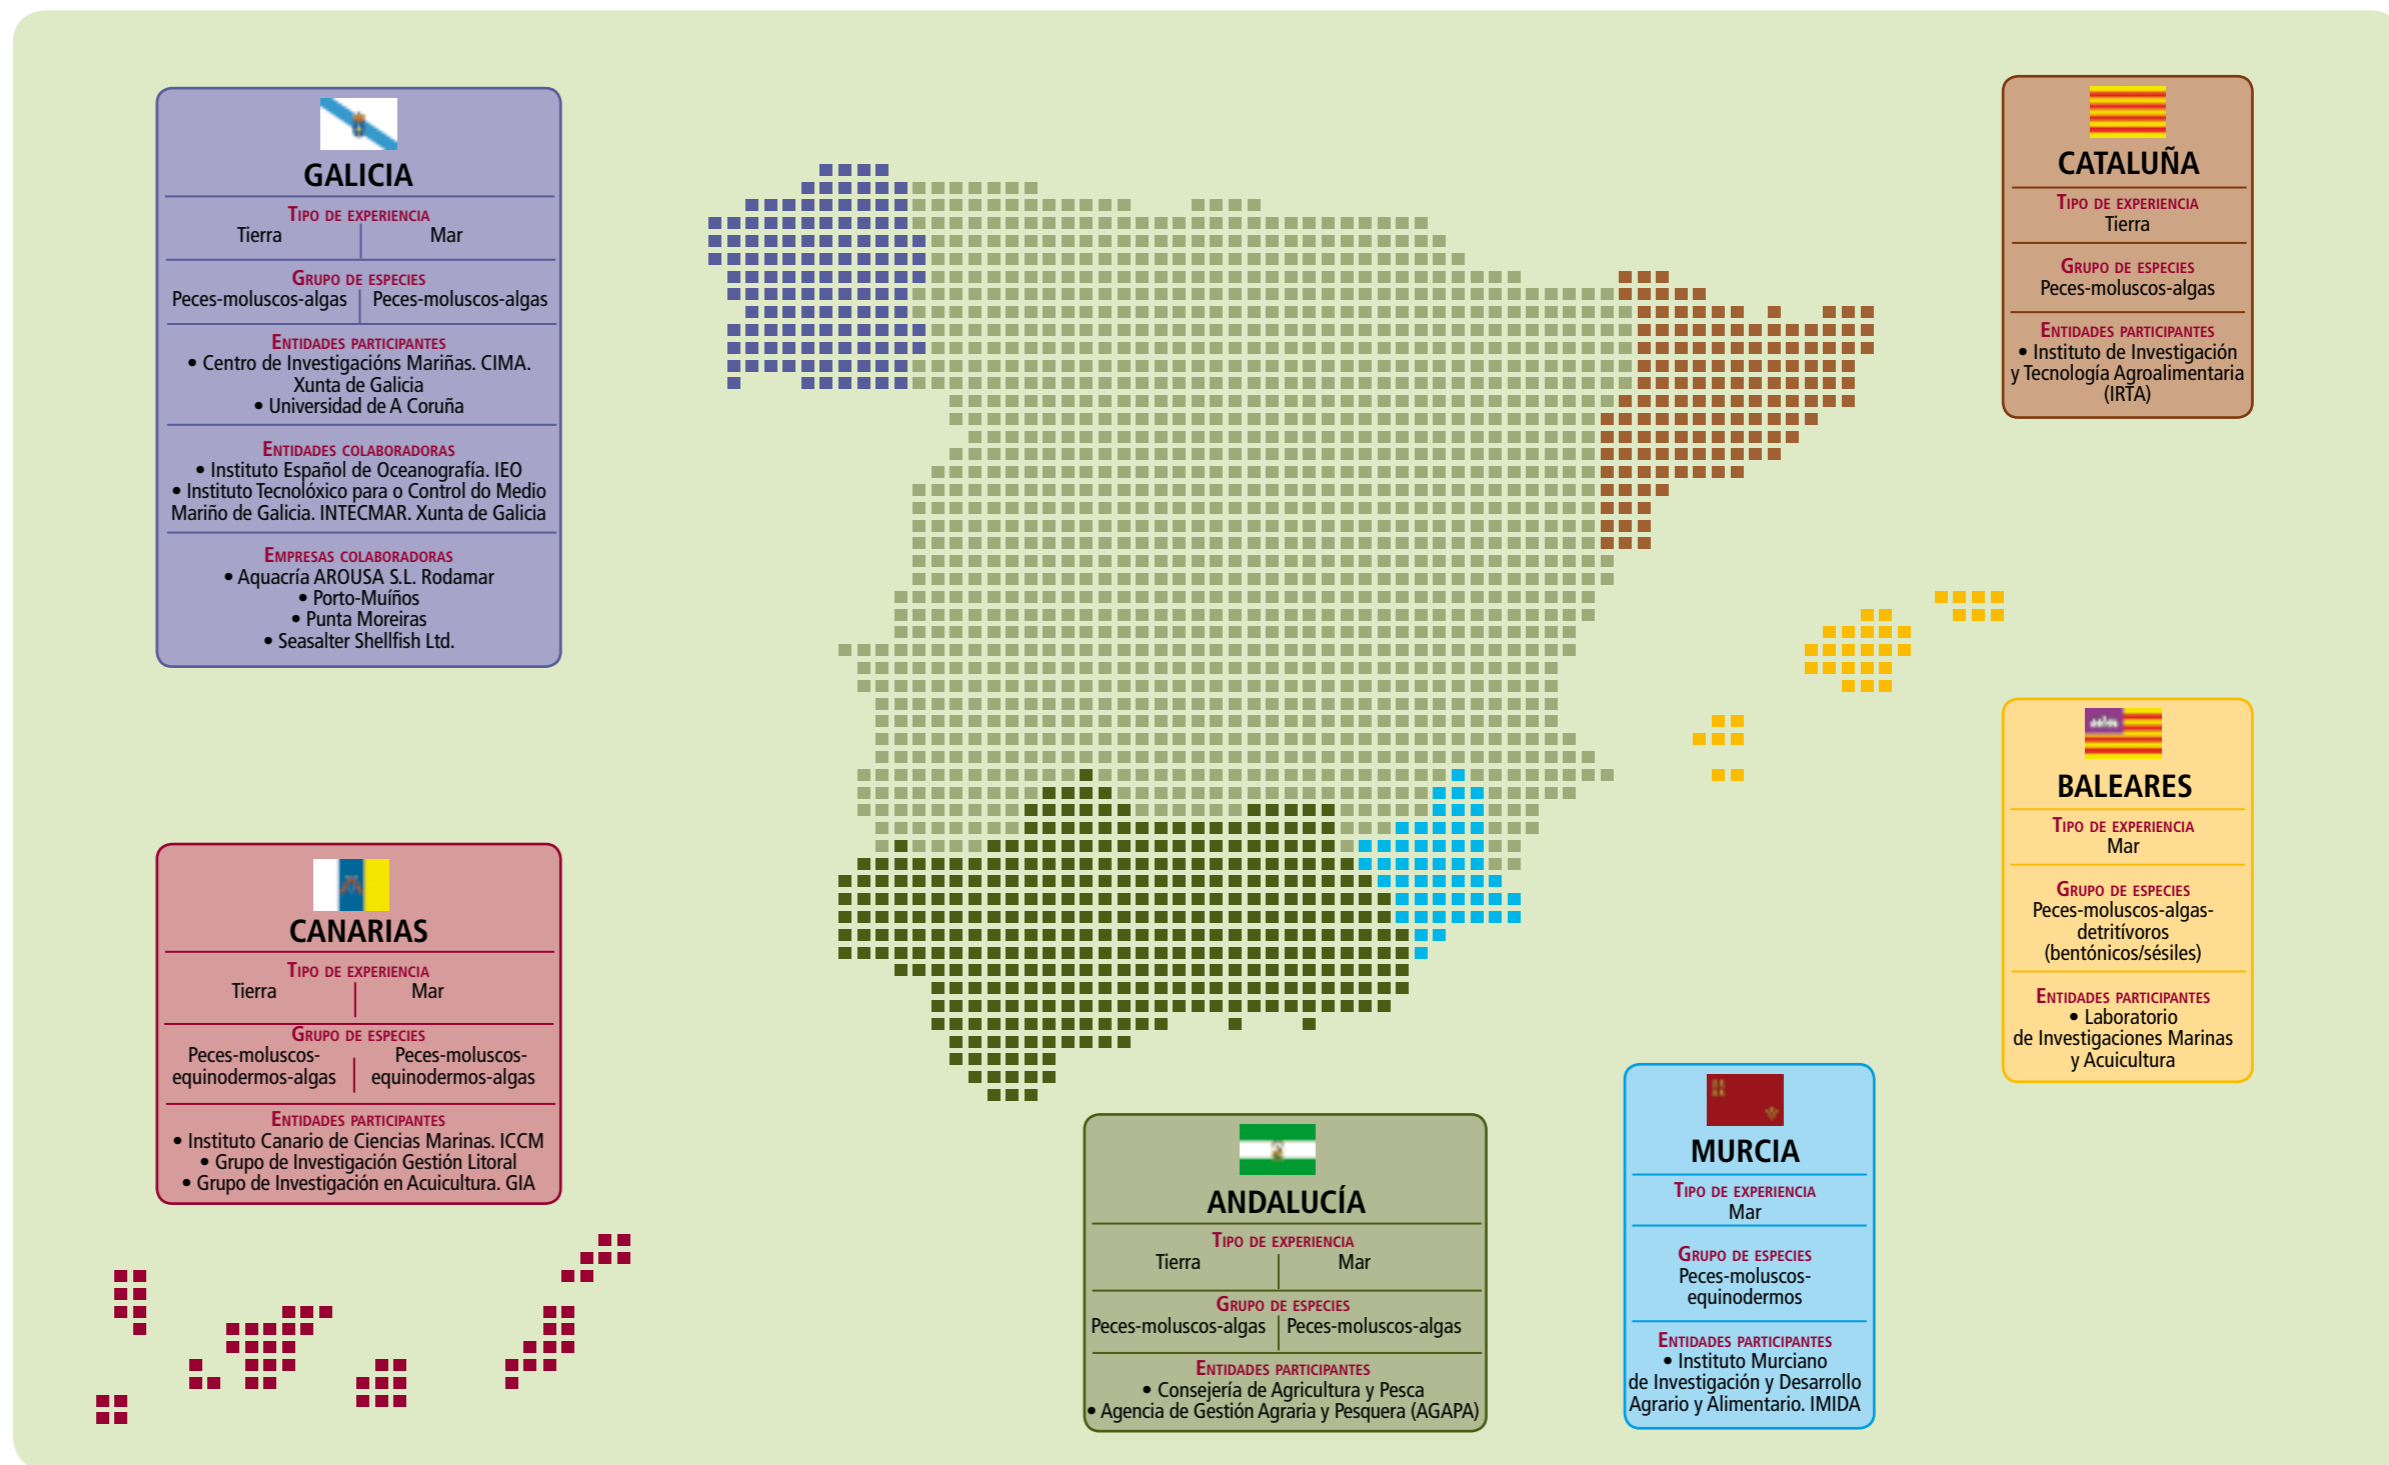 GALICIA
TIPO DE EXPERIENCIA
Tierra Mar
GRUPO DE ESPECIES
Peces-moluscos-algas Peces-moluscos-algas
ENTIDADES PARTICIPANTES
• Centro de Investigacións Mariñas. CIMA.
Xunta de Galicia
• Universidad de A Coruña
ENTIDADES COLABORADORAS
• Instituto Español de Oceanografía. IEO
• Instituto Tecnolóxico para o Control do Medio
Mariño de Galicia. INTECMAR. Xunta de Galicia
EMPRESAS COLABORADORAS
• Aquacría AROUSA S.L. Rodamar
• Porto-Muíños
• Punta Moreiras
• Seasalter Shellfish Ltd.
CATALUÑA
TIPO DE EXPERIENCIA
Tierra
GRUPO DE ESPECIES
Peces-moluscos-algas
ENTIDADES PARTICIPANTES
• Instituto de Investigación
y Tecnología Agroalimentaria
(IRTA)
BALEARES
TIPO DE EXPERIENCIA
Mar
GRUPO DE ESPECIES
Peces-moluscos-algas-
detritívoros
(bentónicos/sésiles)
ENTIDADES PARTICIPANTES
• Laboratorio
de Investigaciones Marinas
y Acuicultura
CANARIAS
TIPO DE EXPERIENCIA
Tierra Mar
GRUPO DE ESPECIES
Peces-moluscos- Peces-moluscos-
equinodermos-algas equinodermos-algas
ENTIDADES PARTICIPANTES
• Instituto Canario de Ciencias Marinas. ICCM
• Grupo de Investigación Gestión Litoral
• Grupo de Investigación en Acuicultura. GIA
ANDALUCÍA
TIPO DE EXPERIENCIA
Tierra Mar
GRUPO DE ESPECIES
Peces-moluscos-algas Peces-moluscos-algas
ENTIDADES PARTICIPANTES
• Consejería de Agricultura y Pesca
• Agencia de Gestión Agraria y Pesquera (AGAPA)
MURCIA
TIPO DE EXPERIENCIA
Mar
GRUPO DE ESPECIES
Peces-moluscos-
equinodermos
ENTIDADES PARTICIPANTES
• Instituto Murciano
de Investigación y Desarrollo
Agrario y Alimentario. IMIDA